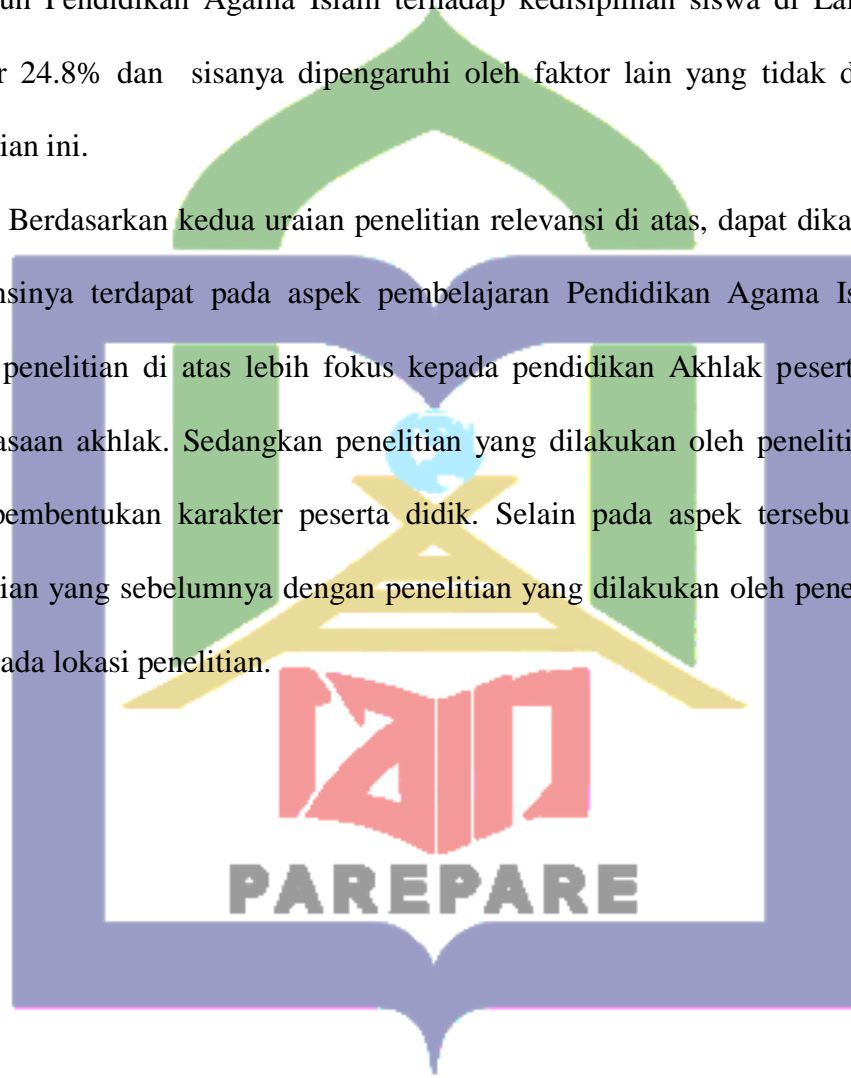 Pendidikan Agama Islam terhadap kedisiplinan siswa di
24.8% dan sisanya dipengaruhi oleh faktor lain yang tidak
ian ini.
Berdasarkan kedua uraian penelitian relevansi di atas, dapat dika
nsinya terdapat pada aspek pembelajaran Pendidikan Agama Is
penelitian di atas lebih fokus kepada pendidikan Akhlak pesert
asaan akhlak. Sedangkan penelitian yang dilakukan oleh peneliti
pembentukan karakter peserta didik. Selain pada aspek tersebu
ian yang sebelumnya dengan penelitian yang dilakukan oleh pene
ada lokasi penelitian.
iain
PAREPARE